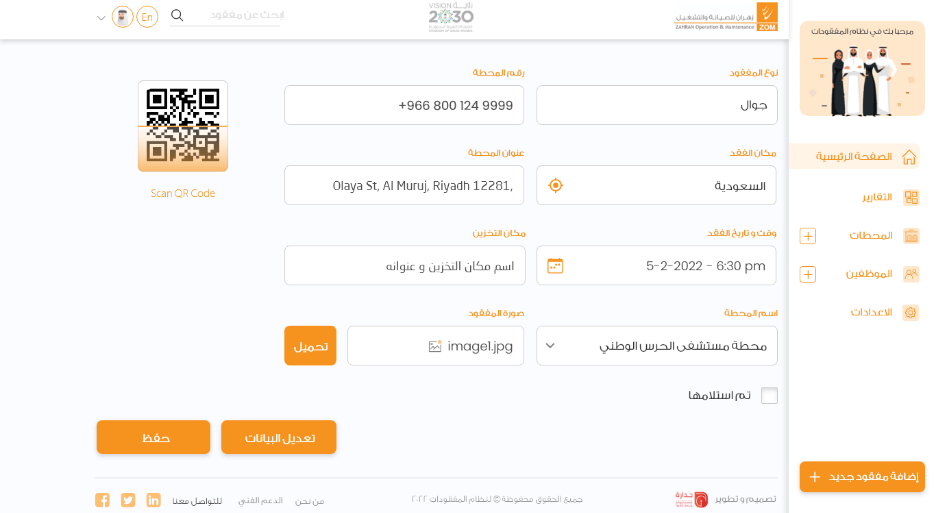 زهران للصيانة والتشغيل
ZAHRAN Operation & Maintenance
ZOM
VISION رؤيــة
2030
ابحث عن مفقود
En
مرحبا بك في نظام المفقودات
الصفحة الرئيسية
التقارير
المحطات
الموظفين
الاعدادات
إضافة مفقود جديد
نوع المفقود
جوال
رقم المحطة
+966 800 124 9999
مكان الفقد
السعودية
عنوان المحطة
Olaya St, Al Muruj, Riyadh 12281,
وقت و تاريخ الفقد
5-2-2022 - 6:30 pm
مكان التخزين
اسم مكان التخزين و عنوانه
اسم المحطة
محطة مستشفى الحرس الوطني
صورة المفقود
image1.jpg
تحميل
Scan QR Code
تم استلامها
تعديل البيانات
حفظ
تصميم و تطوير
جدارة
جميع الحقوق محفوظة © لنظام المفقودات ٢٠٢٢
من نحن
الدعم الفني
للتواصل معنا